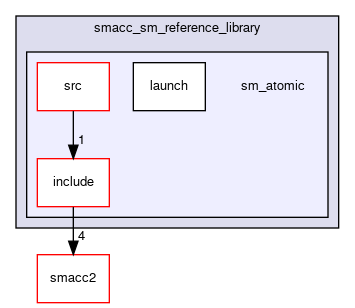 smacc_sm_reference_library
src
launch
sm_atomic
1
include
4
smacc2